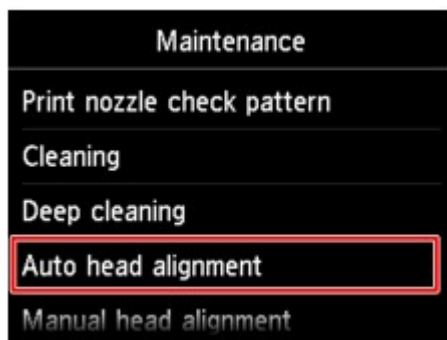 Maintenance
Print nozzle check pattern
Cleaning
Deep cleaning
Auto head alignment
Manual head alignment